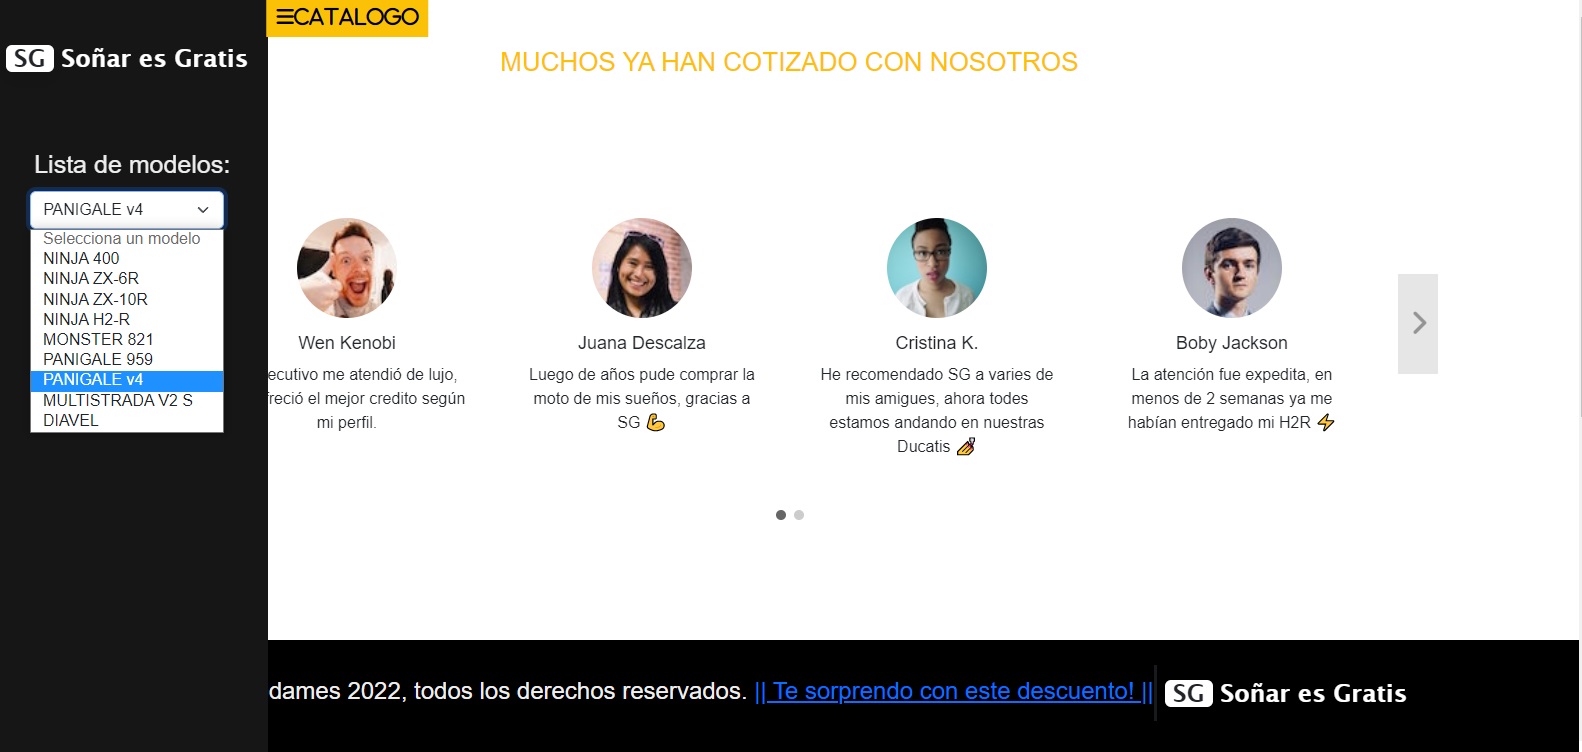 CATALOGO
SG Soñar es Gratis
MUCHOS YA HAN COTIZADO CON NOSOTROS
Lista de modelos:
PANIGALE v4
Selecciona un modelo
NINJA 400
NINJA ZX-6R
NINJA ZX-10R
NINJA H2-R
MONSTER 821
PANIGALE 959
PANIGALE v4
MULTISTRADA V2 S
DIAVEL
Wen Kenobi
ecutivo me atendió de lujo,
freció el mejor credito según
mi perfil.
Juana Descalza
Luego de años pude comprar la
moto de mis sueños, gracias a
SG 💪
Cristina K.
He recomendado SG a varies de
mis amigues, ahora todes
estamos andando en nuestras
Ducatis 💅
Boby Jackson
La atención fue expedita, en
menos de 2 semanas ya me
habían entregado mi H2R ⚡
dames 2022, todos los derechos reservados. || Te sorprendo con este descuento! ||
SG Soñar es Gratis